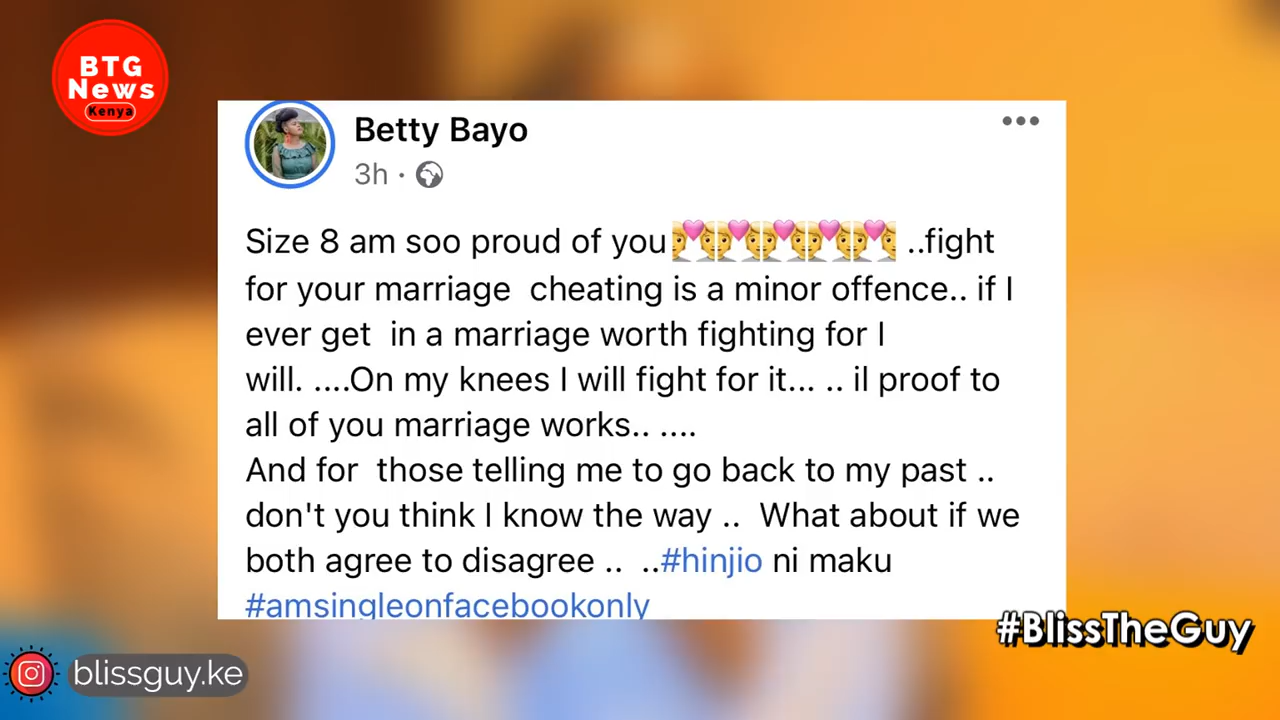 BTG
News
Kenya
Betty Bayo
3h ·
Size 8 am soo proud of you ..fight
for your marriage cheating is a minor offence.. if I
ever get in a marriage worth fighting for I
will. ....On my knees I will fight for it... .. il proof to
all of you marriage works.. ....
And for those telling me to go back to my past ..
don't you think I know the way .. What about if we
both agree to disagree .. ..#hinjio ni maku
#amsingleonfacebookonly
#BlissTheGuy
blissguy.ke